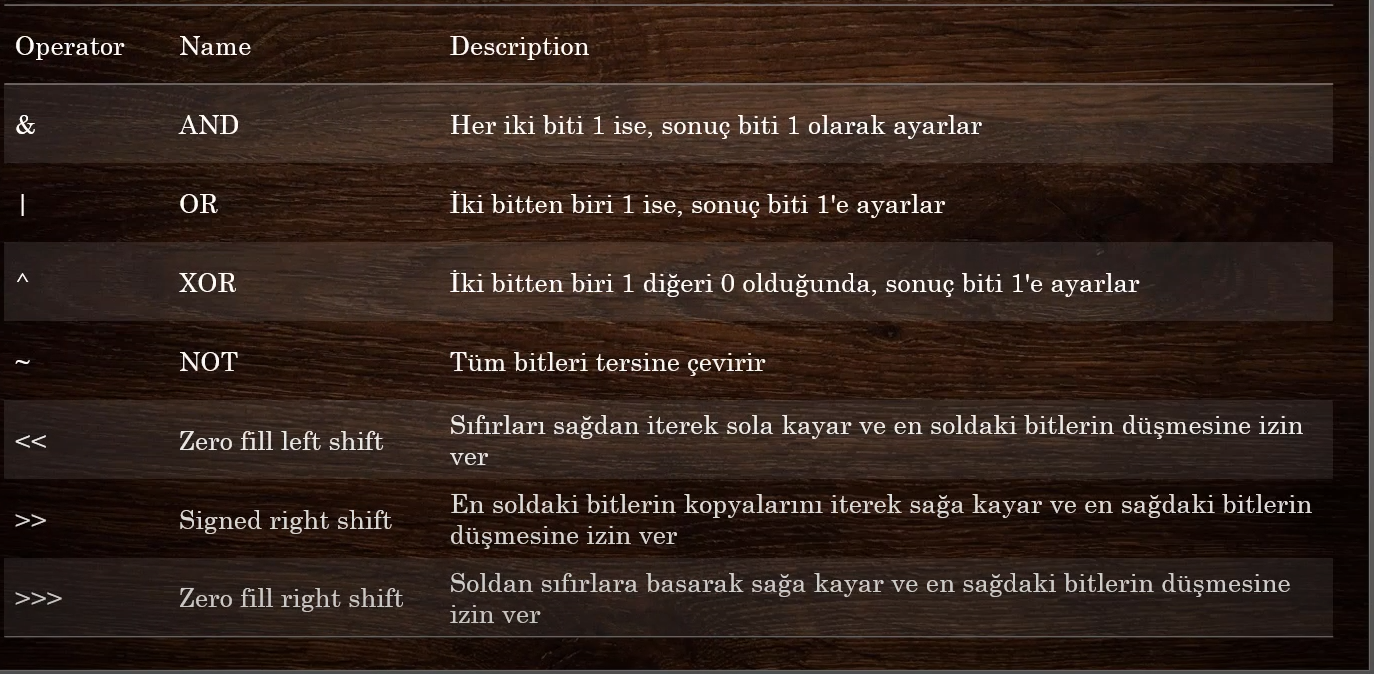 Operator Name Description
& AND Her iki biti 1 ise, sonuç biti 1 olarak ayarlar
| OR İki bitten biri 1 ise, sonuç biti 1'e ayarlar
^ XOR İki bitten biri 1 diğeri 0 olduğunda, sonuç biti 1'e ayarlar
~ NOT Tüm bitleri tersine çevirir
<< Zero fill left shift Sıfırları sağdan iterek sola kayar ve en soldaki bitlerin düşmesine izin
ver
>> Signed right shift En soldaki bitlerin kopyalarını iterek sağa kayar ve en sağdaki bitlerin
düşmesine izin ver
>>> Zero fill right shift Soldan sıfırlara basarak sağa kayar ve en sağdaki bitlerin düşmesine
izin ver